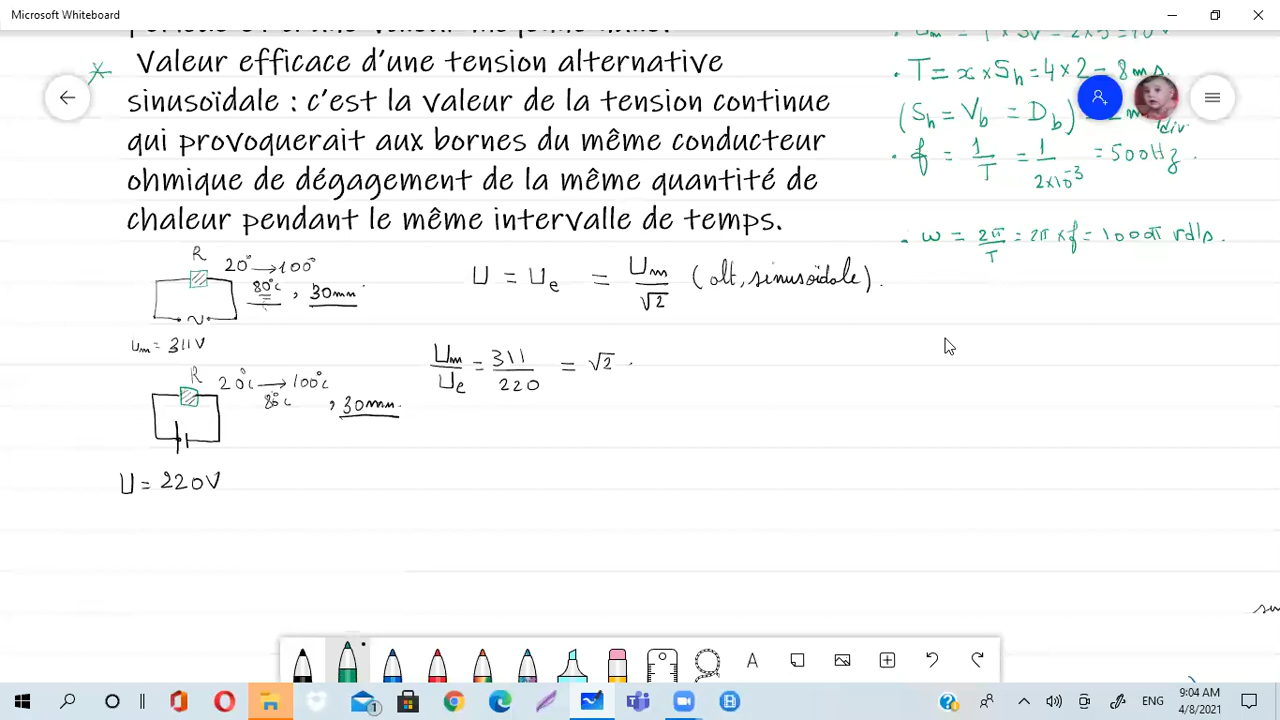 Microsoft Whiteboard
Valeur efficace d'une tension alternative
sinusoïdale : c'est la valeur de la tension continue
qui provoquerait aux bornes du même conducteur
ohmique de dégagement de la même quantité de
chaleur pendant le même intervalle de temps.
T = x × Sh = 4 × 2 = 8 ms
(Sh = Vb = Db)
/div
f = 1/T = 1/2×10⁻³ = 500Hz.
ω = 2π/T = 2π × f = 1000π rd/s.
R
20° → 100°
80°c , 30mn
Um = 311V
U = Ue = Um/√2 (alt, sinusoïdale).
Um/Ue = 311/220 = √2
R
20°c → 100°c
80°c , 30mn
U = 220V
ENG
9:04 AM
4/8/2021